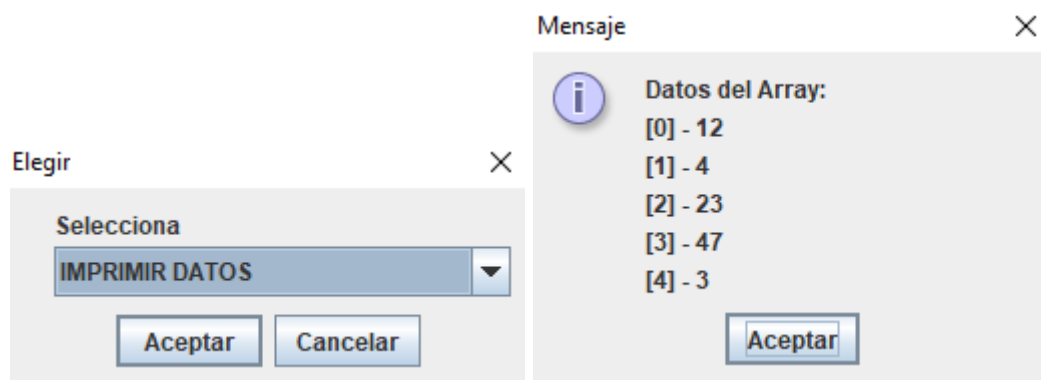 Elegir
Selecciona
IMPRIMIR DATOS
Aceptar
Cancelar
Mensaje
Datos del Array:
[0] - 12
[1] - 4
[2] - 23
[3] - 47
[4] - 3
Aceptar